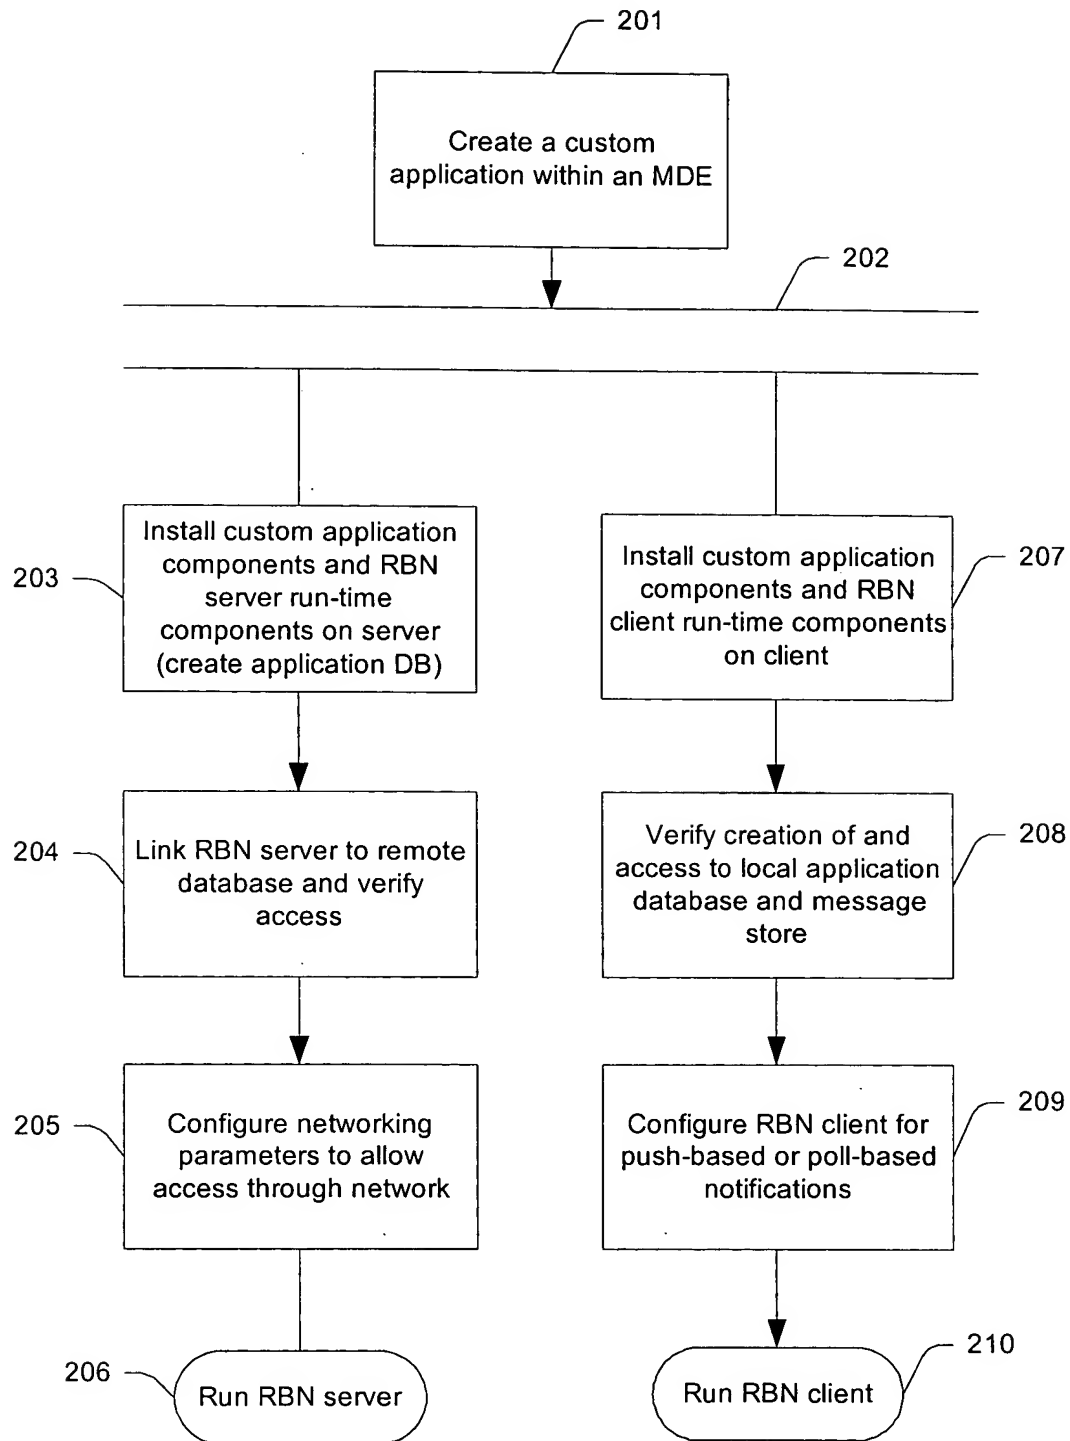 201
Create a custom
application within an MDE
202
203
Install custom application
components and RBN
server run-time
components on server
(create application DB)
Install custom application
components and RBN
client run-time components
on client
207
204
Link RBN server to remote
database and verify
access
Verify creation of and
access to local application
database and message
store
208
205
Configure networking
parameters to allow
access through network
Configure RBN client for
push-based or poll-based
notifications
209
206
Run RBN server
Run RBN client
210